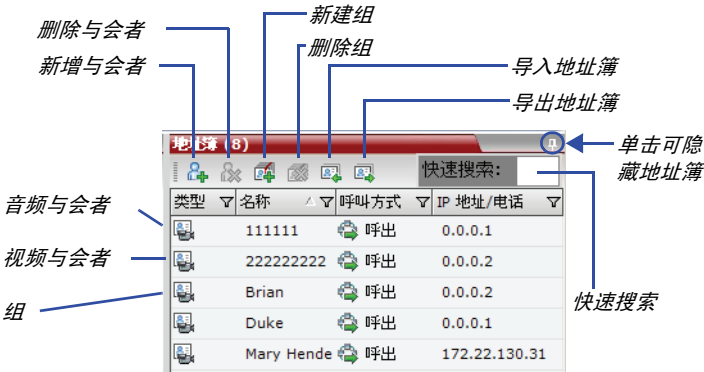 新建组
删除与会者
删除组
新增与会者
导入地址簿
导出地址簿
地址簿 (8)
单击可隐
藏地址簿
快速搜索:
类型 名称 呼叫方式 IP 地址/电话
音频与会者
111111 呼出 0.0.0.1
视频与会者
222222222 呼出 0.0.0.2
组
Brian 呼出 0.0.0.2
快速搜索
Duke 呼出 0.0.0.1
Mary Hende 呼出 172.22.130.31